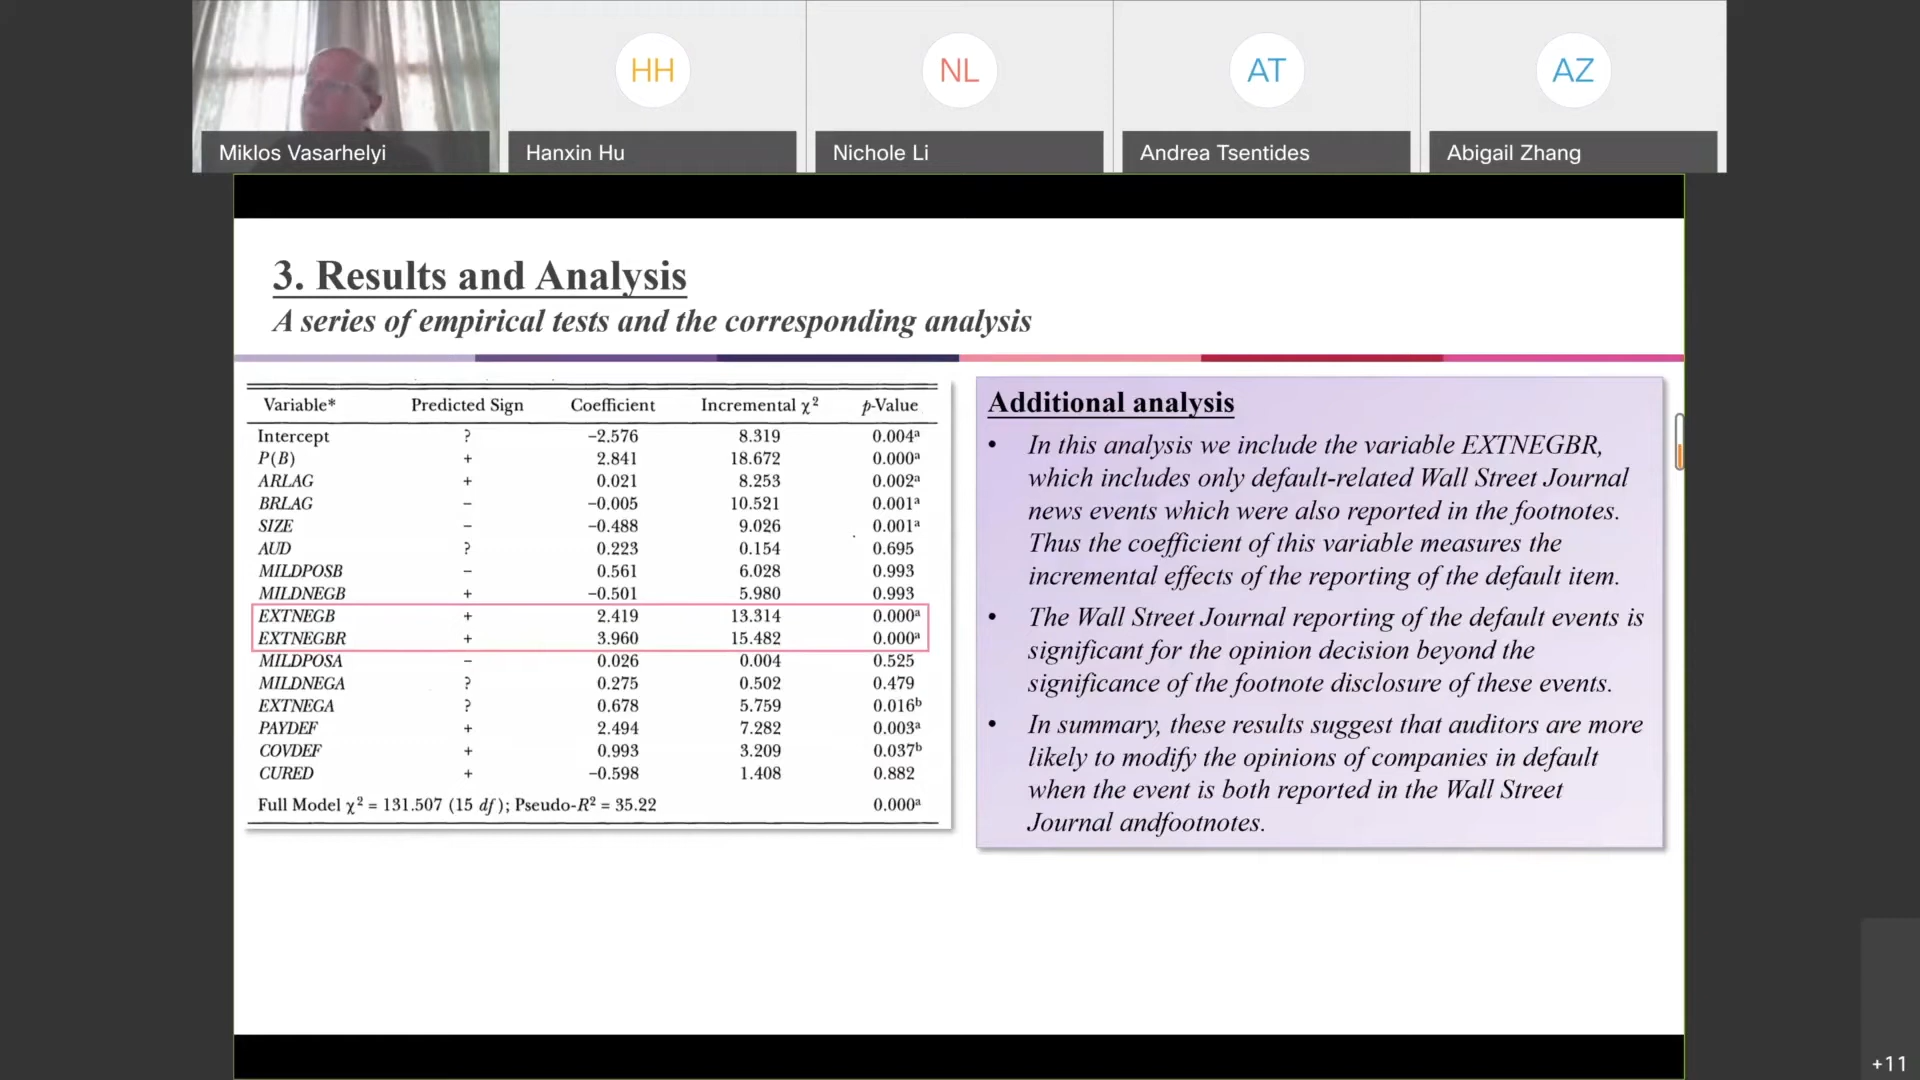 HH
NL
AT
AZ
Miklos Vasarhelyi
Hanxin Hu
Nichole Li
Andrea Tsentides
Abigail Zhang
3. Results and Analysis
A series of empirical tests and the corresponding analysis
Variable* Predicted Sign Coefficient Incremental χ² p-Value
Intercept ? −2.576 8.319 0.004ᵃ
P(B) + 2.841 18.672 0.000ᵃ
ARLAG + 0.021 8.253 0.002ᵃ
BRLAG − −0.005 10.521 0.001ᵃ
SIZE − −0.488 9.026 0.001ᵃ
AUD ? 0.223 0.154 0.695
MILDPOSB − 0.561 6.028 0.993
MILDNEGB + −0.501 5.980 0.993
EXTNEGB + 2.419 13.314 0.000ᵃ
EXTNEGBR + 3.960 15.482 0.000ᵃ
MILDPOSA − 0.026 0.004 0.525
MILDNEGA ? 0.275 0.502 0.479
EXTNEGA ? 0.678 5.759 0.016ᵇ
PAYDEF + 2.494 7.282 0.003ᵃ
COVDEF + 0.993 3.209 0.037ᵇ
CURED + −0.598 1.408 0.882
Full Model χ² = 131.507 (15 df); Pseudo-R² = 35.22 0.000ᵃ
Additional analysis
• In this analysis we include the variable EXTNEGBR,
which includes only default-related Wall Street Journal
news events which were also reported in the footnotes.
Thus the coefficient of this variable measures the
incremental effects of the reporting of the default item.
• The Wall Street Journal reporting of the default events is
significant for the opinion decision beyond the
significance of the footnote disclosure of these events.
• In summary, these results suggest that auditors are more
likely to modify the opinions of companies in default
when the event is both reported in the Wall Street
Journal andfootnotes.
+11